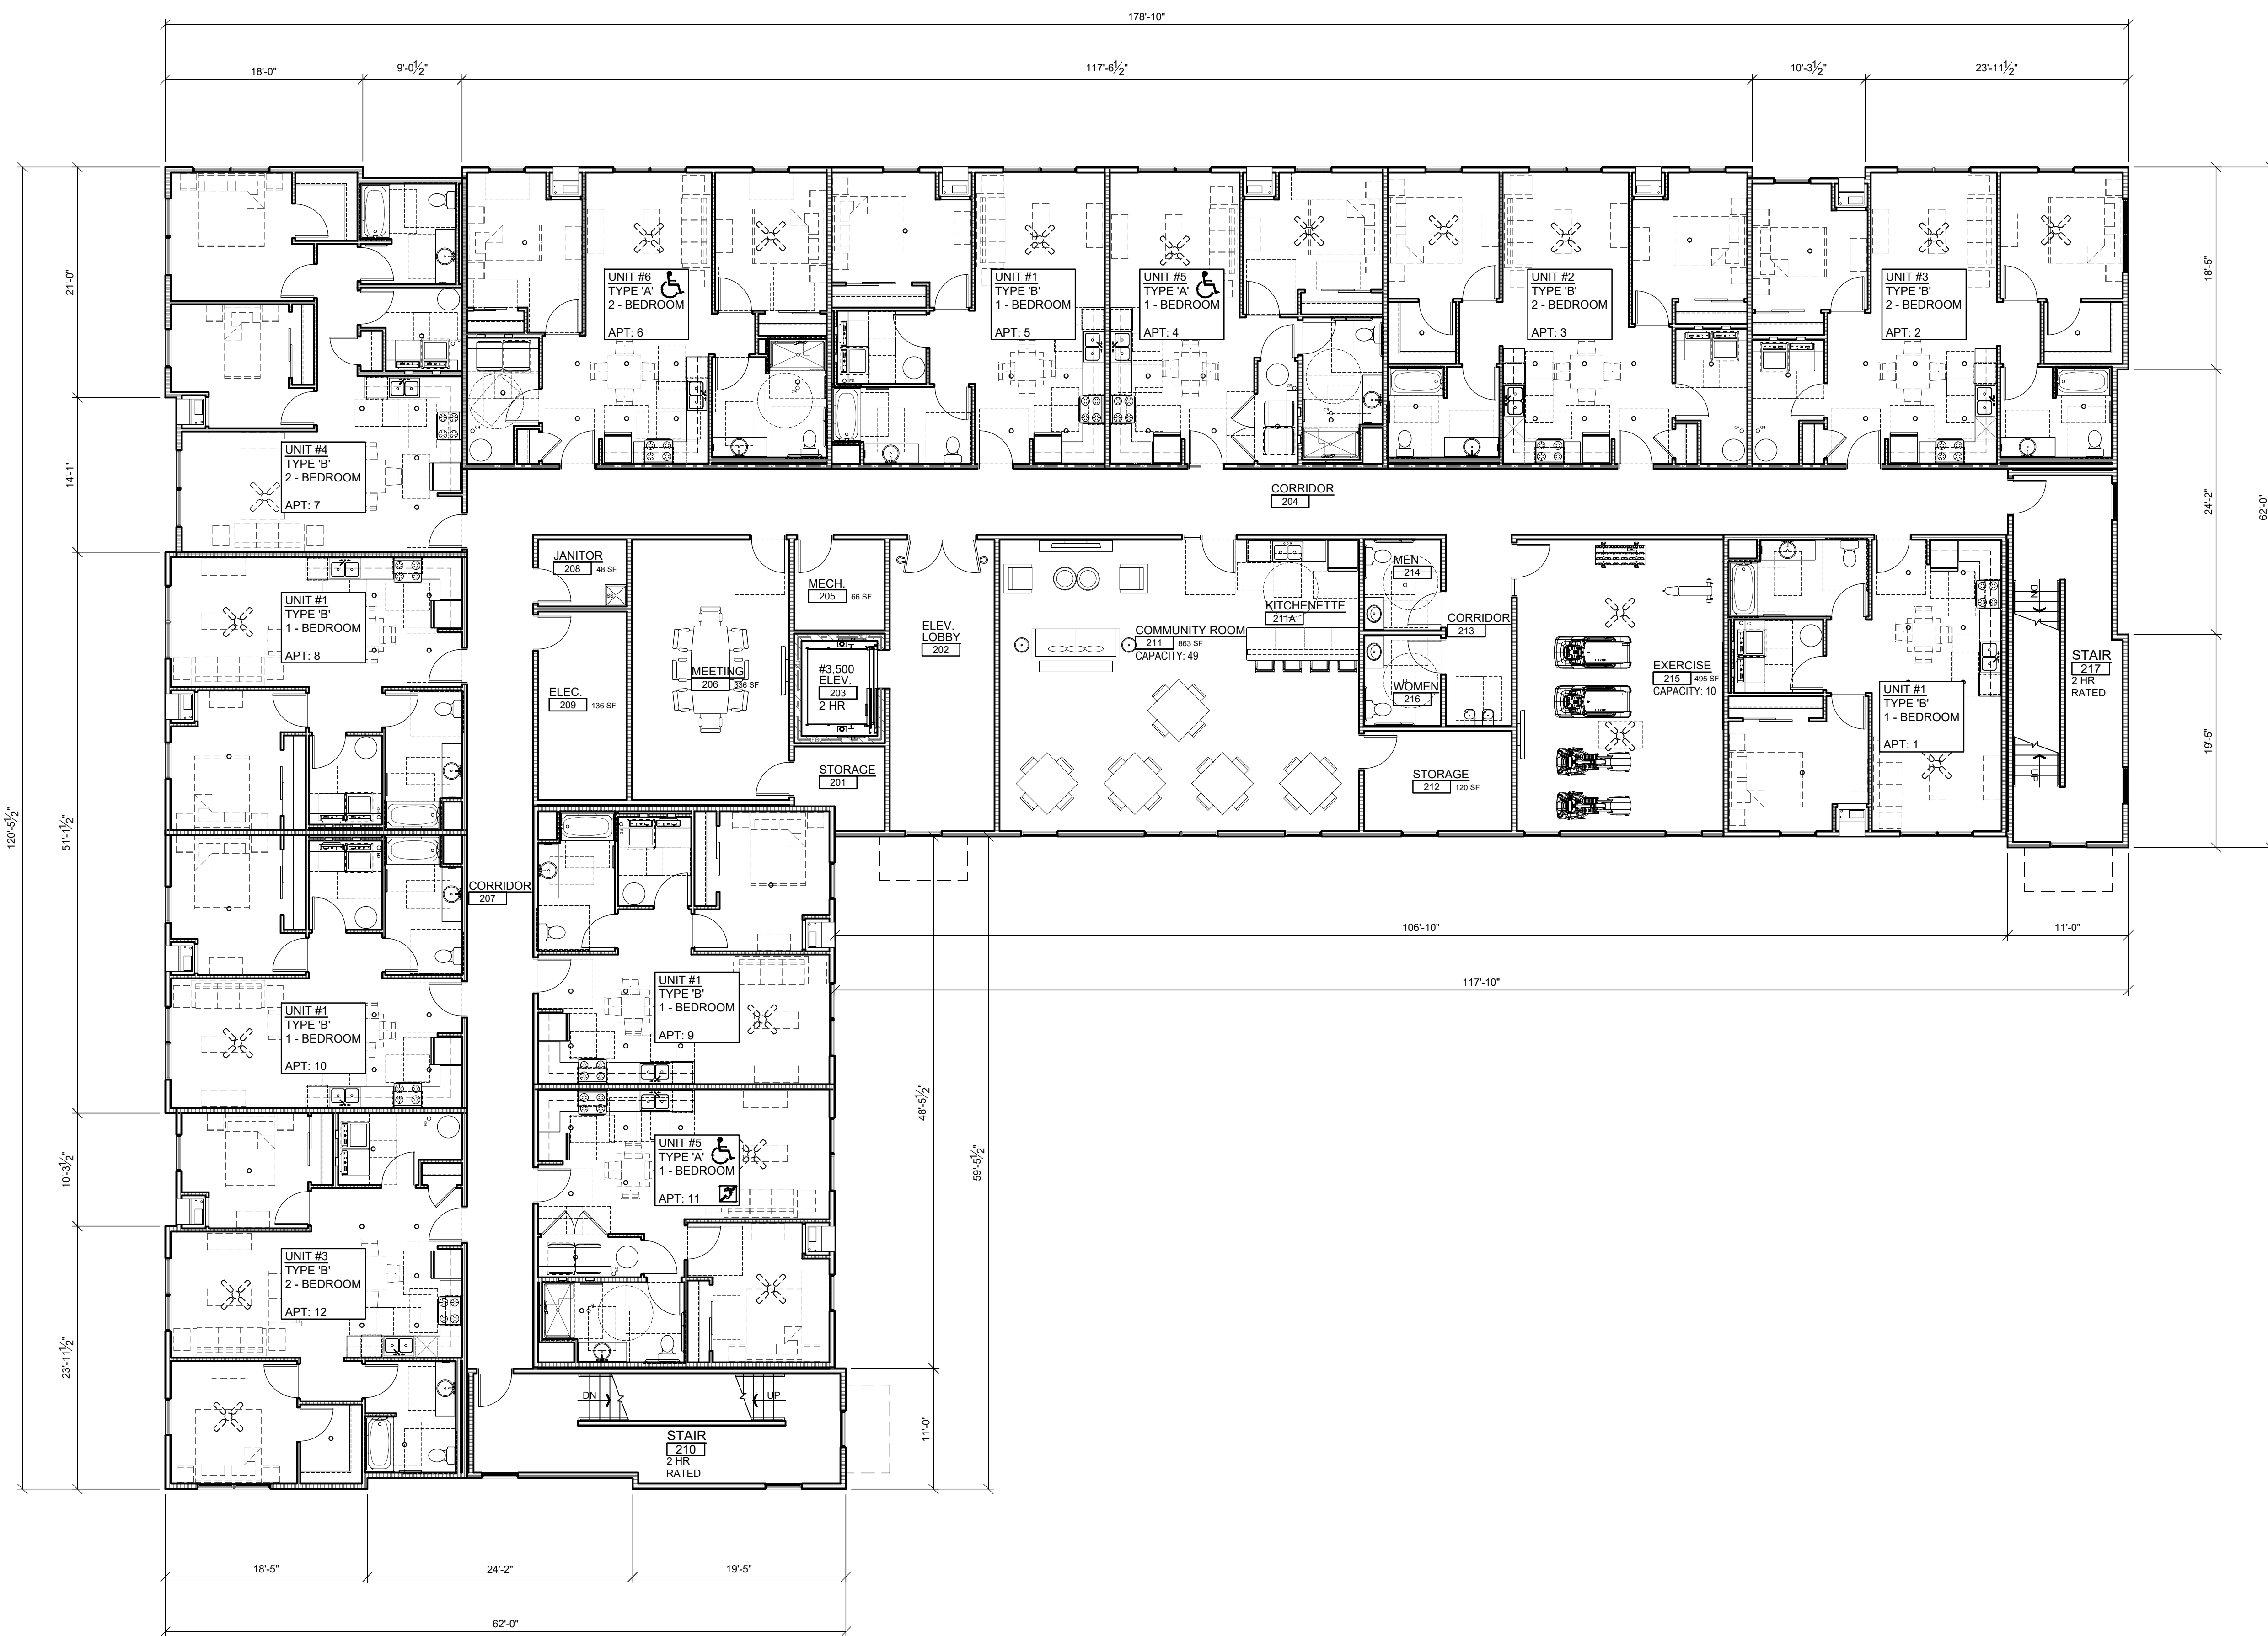 178'-10"
18'-0"
9'-0½"
117'-6½"
10'-3½"
23'-11½"
21'-0"
14'-1"
120'-5½"
51'-1½"
10'-3½"
23'-11½"
18'-5"
24'-2"
62'-0"
19'-5"
UNIT #6
TYPE 'A'
2 - BEDROOM
APT: 6
UNIT #1
TYPE 'B'
1 - BEDROOM
APT: 5
UNIT #5
TYPE 'A'
1 - BEDROOM
APT: 4
UNIT #2
TYPE 'B'
2 - BEDROOM
APT: 3
UNIT #3
TYPE 'B'
2 - BEDROOM
APT: 2
UNIT #4
TYPE 'B'
2 - BEDROOM
APT: 7
CORRIDOR
204
JANITOR
208 48 SF
MECH.
205 66 SF
ELEV.
LOBBY
202
MEETING
206 336 SF
#3,500
ELEV.
203
2 HR
ELEC.
209 136 SF
STORAGE
201
COMMUNITY ROOM
211 863 SF
CAPACITY: 49
KITCHENETTE
211A
MEN
214
CORRIDOR
213
WOMEN
216
STORAGE
212 120 SF
EXERCISE
215 495 SF
CAPACITY: 10
UNIT #1
TYPE 'B'
1 - BEDROOM
APT: 1
DN
UP
STAIR
217
2 HR
RATED
UNIT #1
TYPE 'B'
1 - BEDROOM
APT: 8
CORRIDOR
207
UNIT #1
TYPE 'B'
1 - BEDROOM
APT: 10
UNIT #1
TYPE 'B'
1 - BEDROOM
APT: 9
UNIT #5
TYPE 'A'
1 - BEDROOM
APT: 11
UNIT #3
TYPE 'B'
2 - BEDROOM
APT: 12
DN
UP
STAIR
210
2 HR
RATED
106'-10"
11'-0"
117'-10"
48'-5½"
59'-5½"
11'-0"
18'-5"
24'-2"
19'-5"
62'-0"